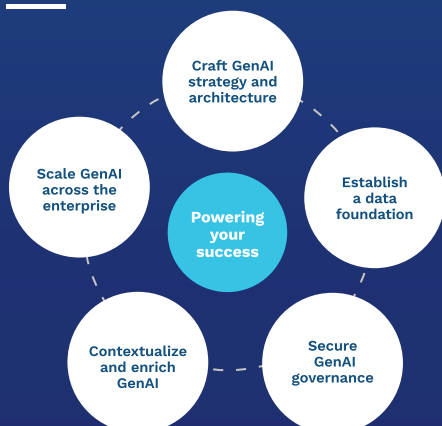 Craft GenAI
strategy and
architecture
Establish
a data
foundation
Secure
GenAI
governance
Contextualize
and enrich
GenAI
Scale GenAI
across the
enterprise
Powering
your
success